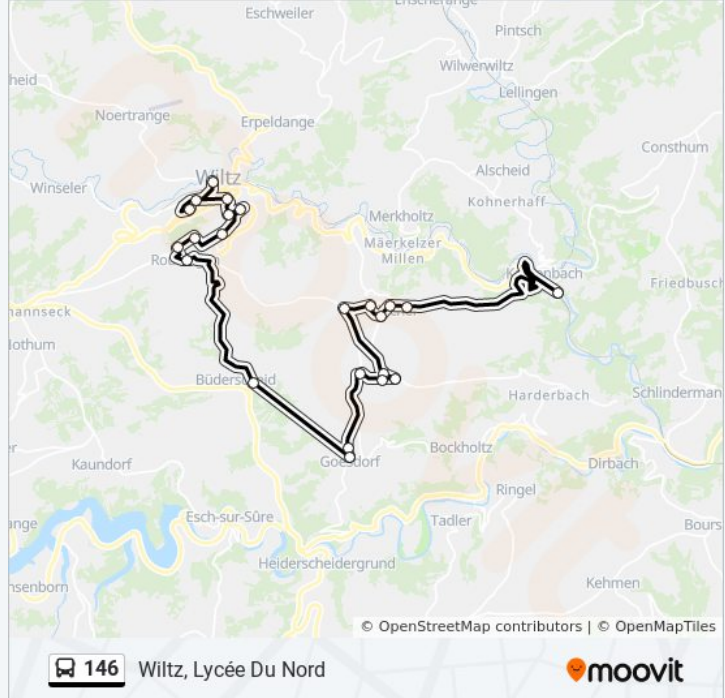 Eschweiler
Pintsch
Wilwerwiltz
Lellingen
Noertrange
Erpeldange
Consthum
Alscheid
Wiltz
Kohnerhaff
Winseler
Merkholtz
Mäerkelzer
Millen
Friedbusch
Büderscheid
Harderbach
Schlinderman
Goesdorf
Bockholtz
Kaundorf
Dirbach
Ringel
Esch-sur-Sûre
Tadler
Bours
Heiderscheidergrund
Kehmen
© OpenStreetMap contributors | © OpenMapTiles
146 Wiltz, Lycée Du Nord
moovit